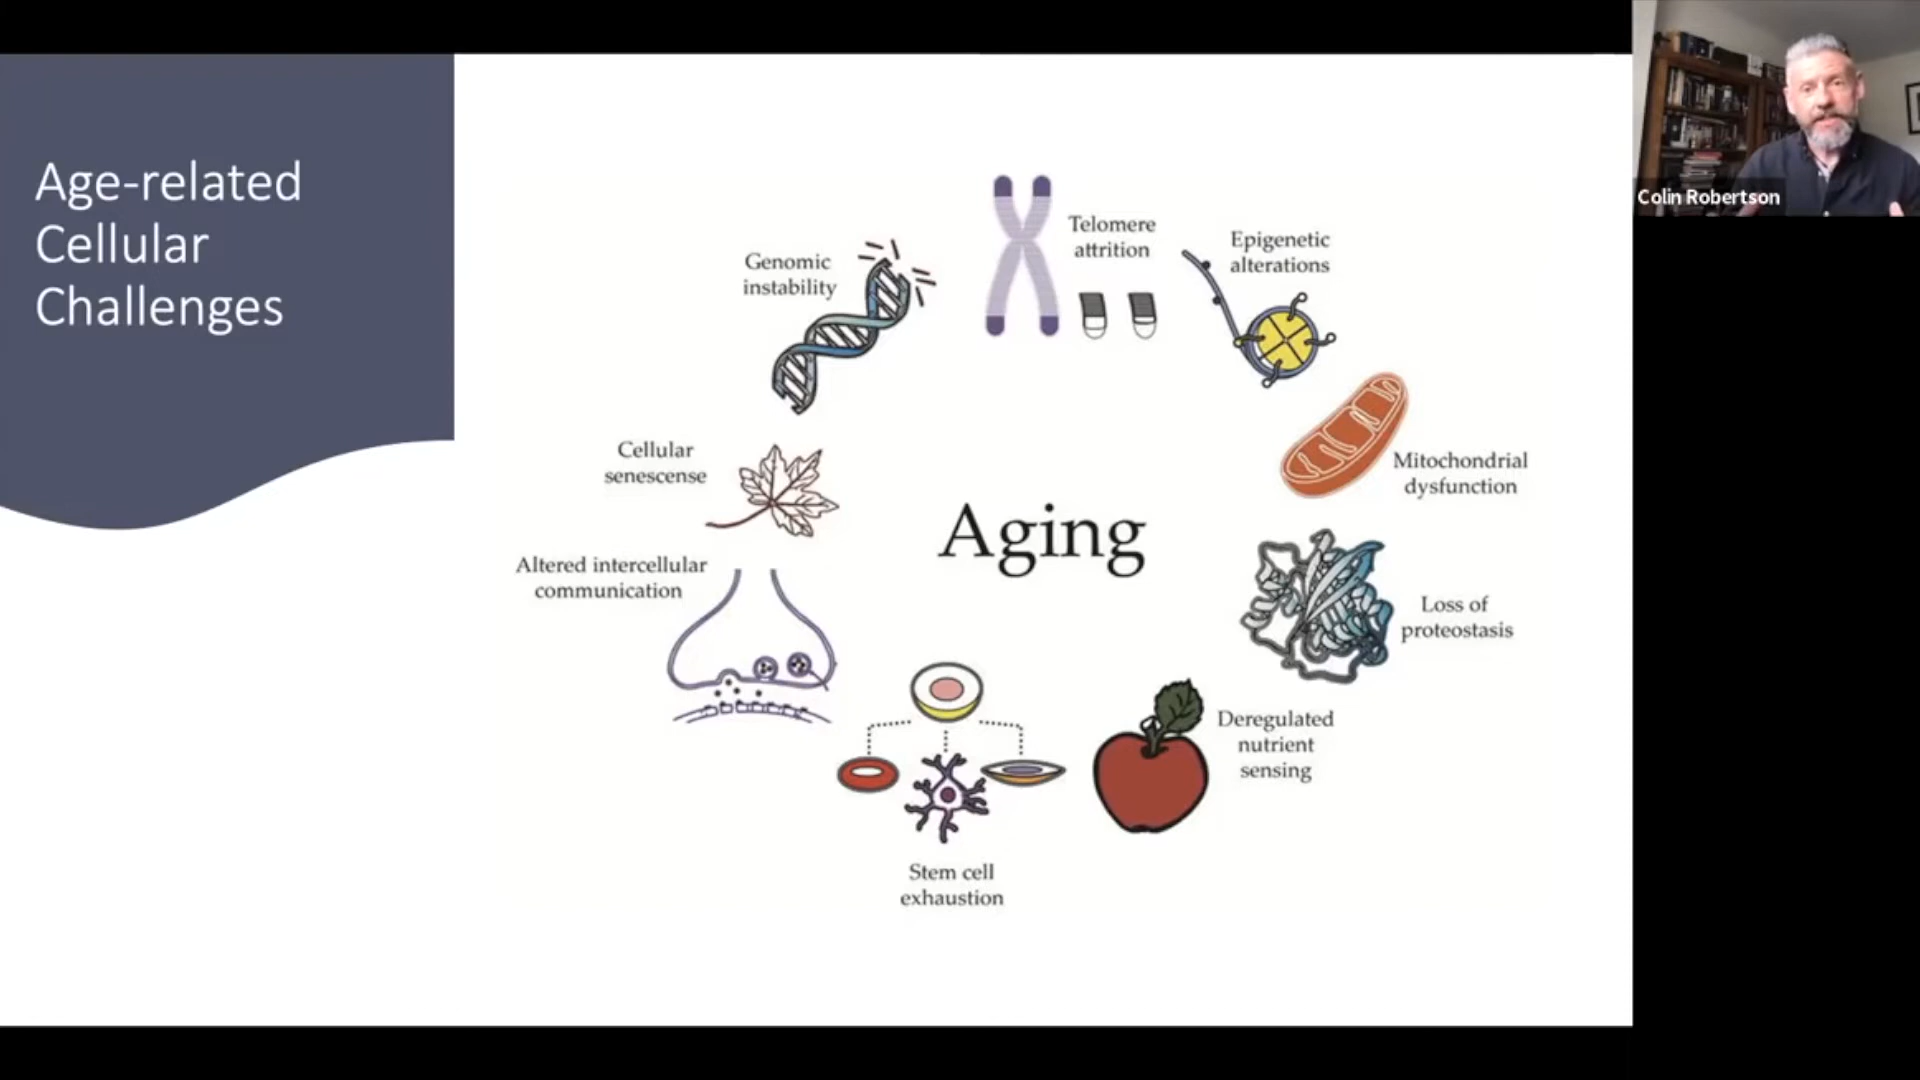 Age-related
Cellular
Challenges
Colin Robertson
Telomere
attrition
Epigenetic
alterations
Genomic
instability
Mitochondrial
dysfunction
Cellular
senescense
Aging
Altered intercellular
communication
Loss of
proteostasis
Deregulated
nutrient
sensing
Stem cell
exhaustion